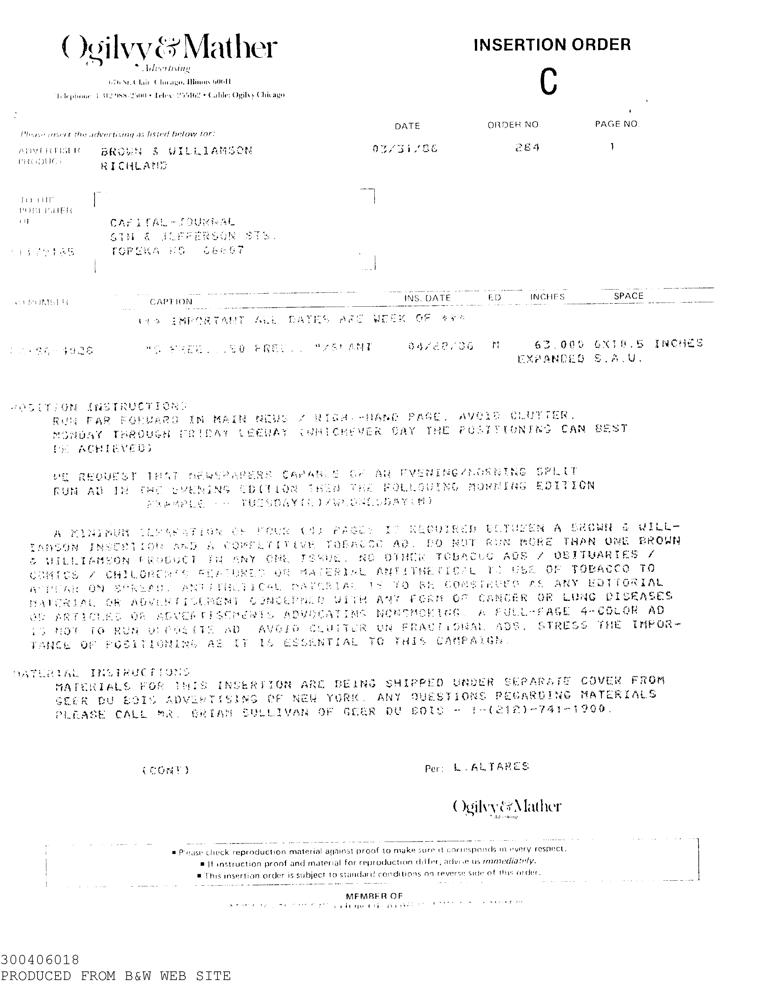 Ogilvy & Mather
Advertising
676 St. Clair Chicago, Illinois 60611
Telephone 1-312 988-2500 • Telex: 255162 • Cable: Ogilvy Chicago
INSERTION ORDER
C
Please insert the advertising as listed below for:
DATE ORDER NO. PAGE NO.
ADVERTISER BROWN & WILLIAMSON 03/31/86 284 1
PRODUCT RICHLAND
TO THE
PUBLISHER
OF
CAPITAL-JOURNAL
6TH & JEFFERSON STS.
TOPEKA KS 66607
CAPTION INS. DATE ED. INCHES SPACE
*** IMPORTANT ALL DATES ARE WEEK OF ***
"5 FREE...50 FREE... "/SLANT 04/28/86 M 63.000 6X10.5 INCHES
EXPANDED S.A.U.
POSITION INSTRUCTIONS
RUN FAR FORWARD IN MAIN NEWS / RIGHT-HAND PAGE. AVOID CLUTTER.
MONDAY THROUGH FRIDAY LEEWAY (WHICHEVER DAY THE POSITIONING CAN BEST
BE ACHIEVED)
WE REQUEST THAT NEWSPAPERS CAPABLE OF AN EVENING/MORNING SPLIT
RUN AD IN THE EVENING EDITION THEN THE FOLLOWING MORNING EDITION
EXAMPLE -- TUESDAY(E)/WEDNESDAY(M)
A MINIMUM SEPARATION OF FOUR (4) PAGES IS REQUIRED BETWEEN A BROWN & WILL-
IAMSON INSERTION AND A COMPETITIVE TOBACCO AD. DO NOT RUN MORE THAN ONE BROWN
& WILLIAMSON PRODUCT IN ANY ONE ISSUE. NO OTHER TOBACCO ADS / OBITUARIES /
COMICS / CHILDREN'S FEATURES OR MATERIAL ANTITHETICAL TO USE OF TOBACCO TO
APPEAR ON SPREAD. ANTITHETICAL MATERIAL IS TO BE CONSTRUED AS ANY EDITORIAL
MATERIAL OR ADVERTISEMENT CONCERNED WITH ANY FORM OF CANCER OR LUNG DISEASES
OR ARTICLES OR ADVERTISEMENTS ADVOCATING NONSMOKING. A FULL-PAGE 4-COLOR AD
IS NOT TO RUN OPPOSITE AD. AVOID CLUTTER ON FRACTIONAL ADS. STRESS THE IMPOR-
TANCE OF POSITIONING AS IT IS ESSENTIAL TO THIS CAMPAIGN.
MATERIAL INSTRUCTIONS
MATERIALS FOR THIS INSERTION ARE BEING SHIPPED UNDER SEPARATE COVER FROM
GEER DU BOIS ADVERTISING OF NEW YORK. ANY QUESTIONS REGARDING MATERIALS
PLEASE CALL MR. BRIAN SULLIVAN OF GEER DU BOIS - 1-(212)-741-1900.
(CONT) Per: L.ALTARES
Ogilvy & Mather
Advertising
■ Please check reproduction material against proof to make sure it corresponds in every respect.
■ If instruction proof and material for reproduction differ, advise us immediately.
■ This insertion order is subject to standard conditions on reverse side of this order.
MEMBER OF
300406018
PRODUCED FROM B&W WEB SITE